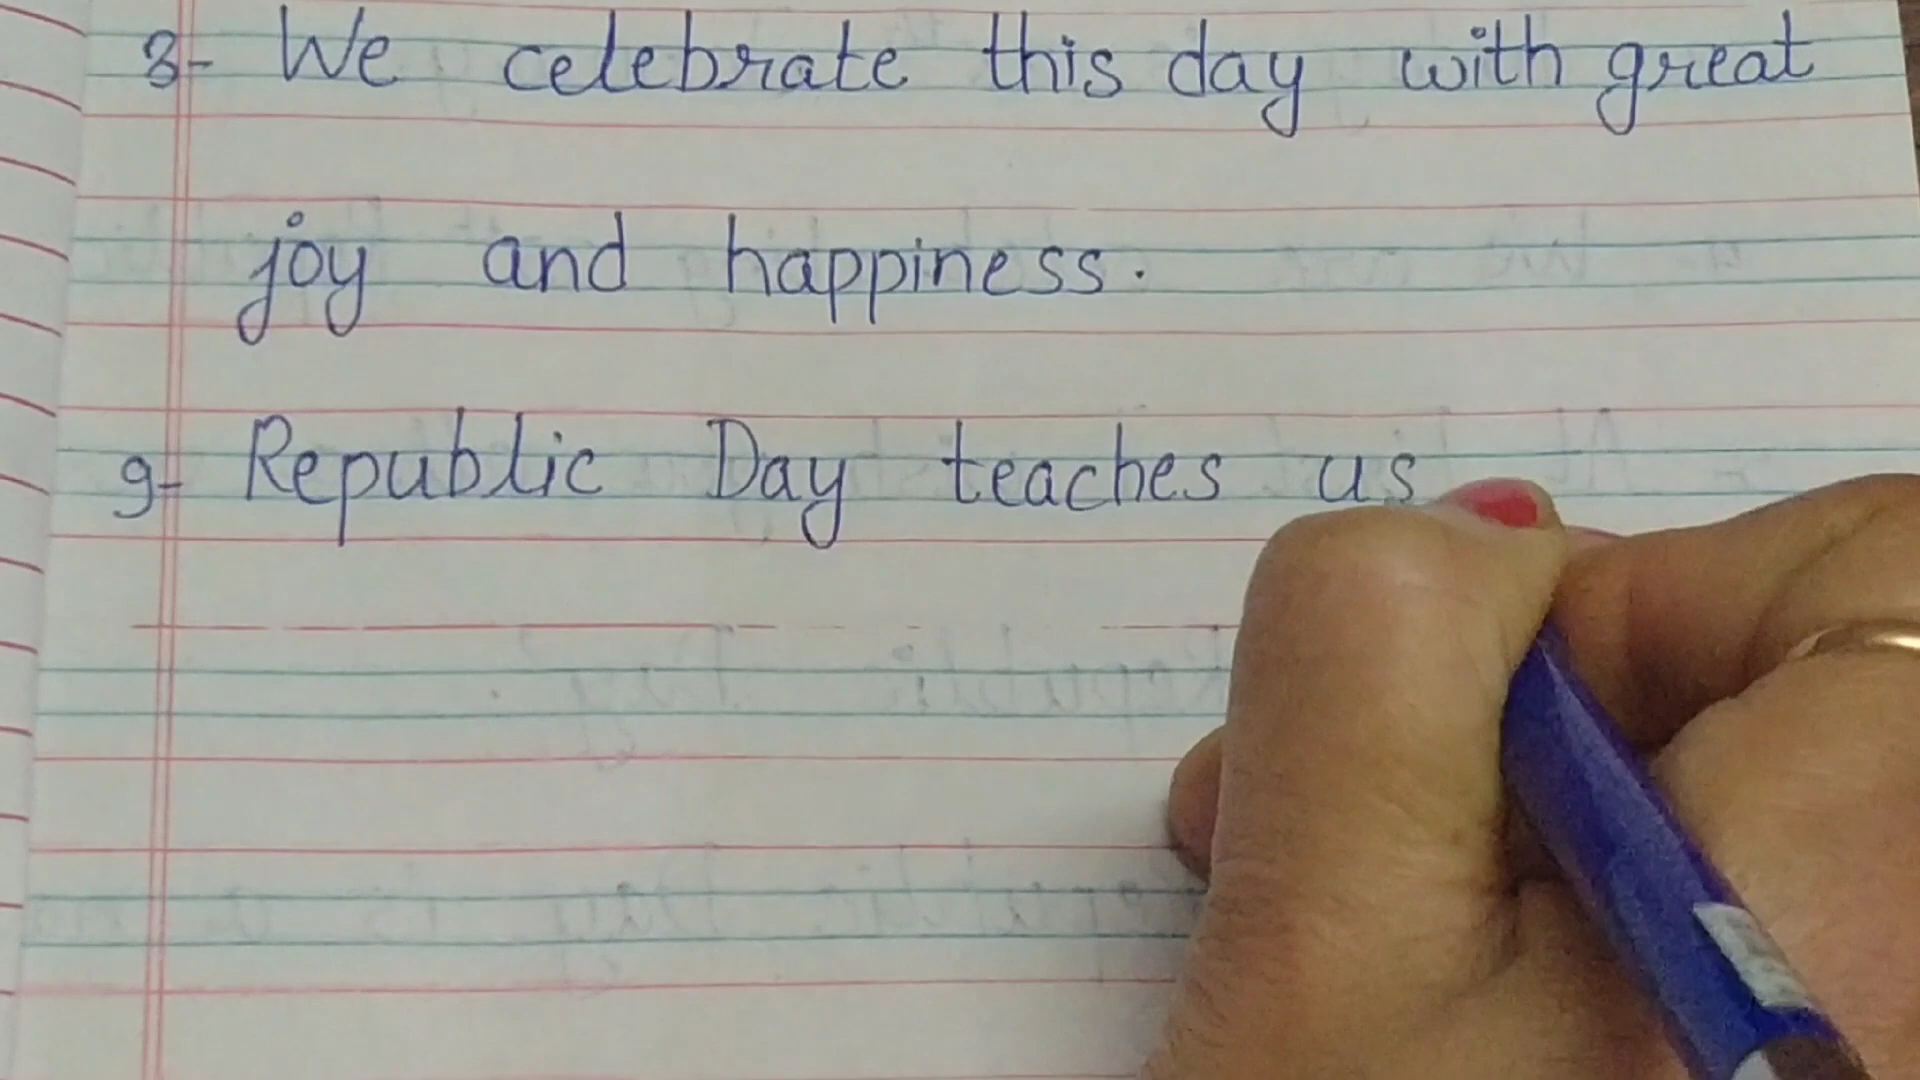 8- We celebrate this day with great
joy and happiness.
9- Republic Day teaches us